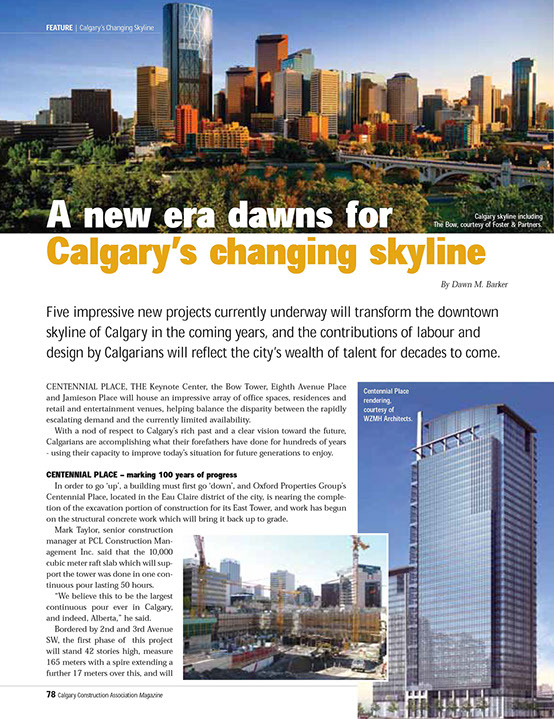 FEATURE | Calgary's Changing Skyline
Calgary skyline including
The Bow, courtesy of Foster & Partners.
A new era dawns for
Calgary's changing skyline
By Dawn M. Barker
Five impressive new projects currently underway will transform the downtown
skyline of Calgary in the coming years, and the contributions of labour and
design by Calgarians will reflect the city's wealth of talent for decades to come.
CENTENNIAL PLACE, THE Keynote Center, the Bow Tower, Eighth Avenue Place
and Jamieson Place will house an impressive array of office spaces, residences and
retail and entertainment venues, helping balance the disparity between the rapidly
escalating demand and the currently limited availability.
With a nod of respect to Calgary's rich past and a clear vision toward the future,
Calgarians are accomplishing what their forefathers have done for hundreds of years
- using their capacity to improve today's situation for future generations to enjoy.
CENTENNIAL PLACE – marking 100 years of progress
In order to go 'up', a building must first go 'down', and Oxford Properties Group's
Centennial Place, located in the Eau Claire district of the city, is nearing the comple-
tion of the excavation portion of construction for its East Tower, and work has begun
on the structural concrete work which will bring it back up to grade.
Mark Taylor, senior construction
manager at PCL Construction Man-
agement Inc. said that the 10,000
cubic meter raft slab which will sup-
port the tower was done in one con-
tinuous pour lasting 50 hours.
"We believe this to be the largest
continuous pour ever in Calgary,
and indeed, Alberta," he said.
Bordered by 2nd and 3rd Avenue
SW, the first phase of this project
will stand 42 stories high, measure
165 meters with a spire extending a
further 17 meters over this, and will
Centennial Place
rendering,
courtesy of
WZMH Architects.
78 Calgary Construction Association Magazine